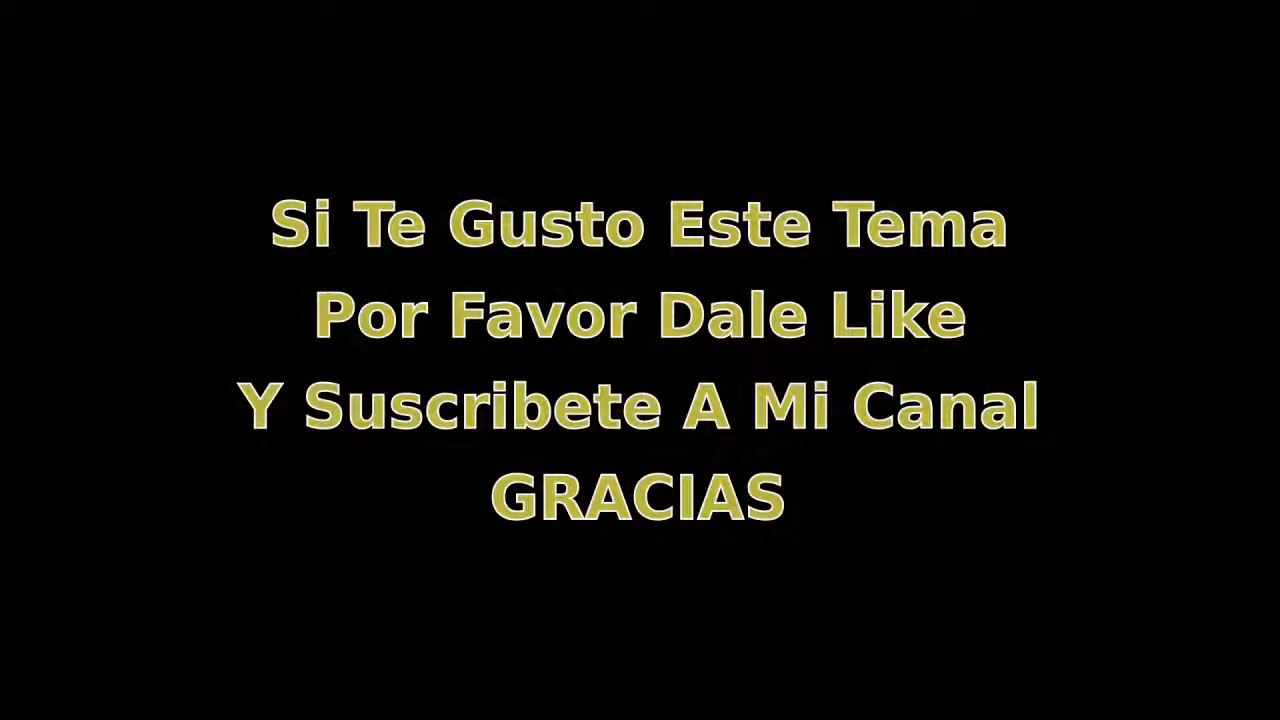 Si Te Gusto Este Tema
Por Favor Dale Like
Y Suscribete A Mi Canal
GRACIAS